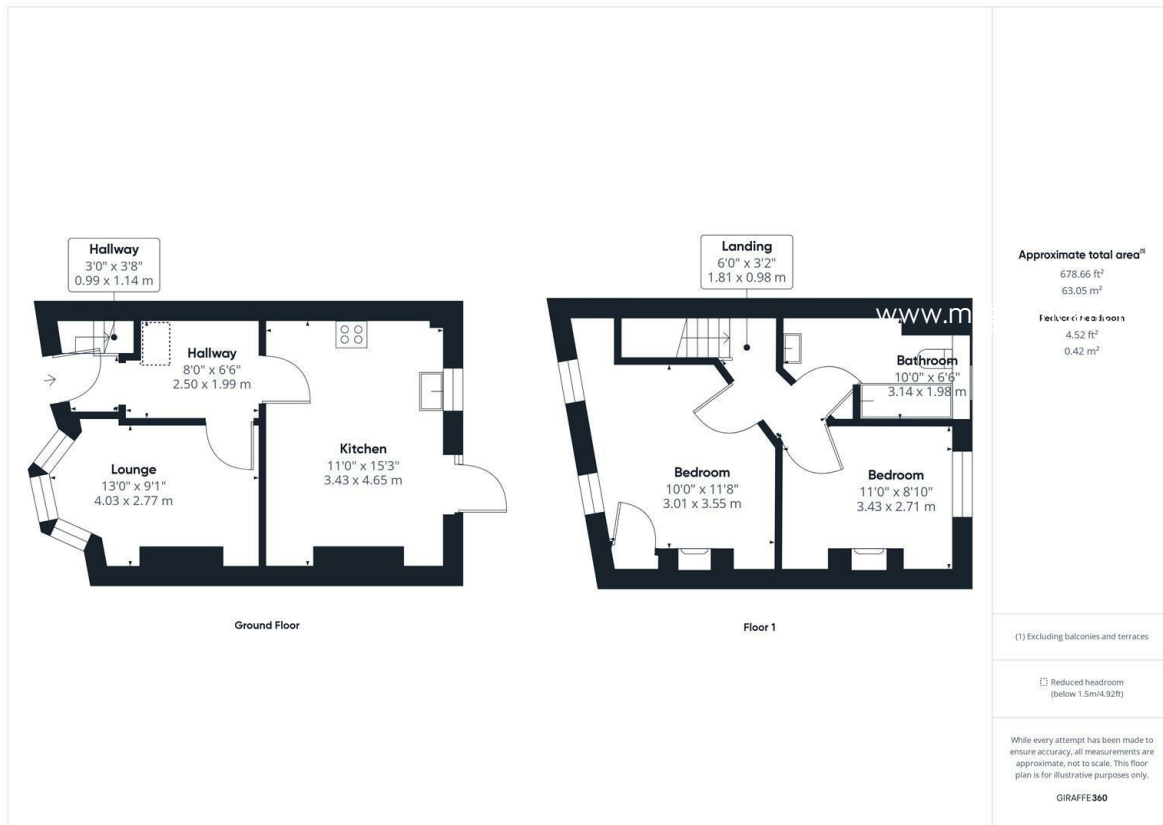 Hallway
3'0" x 3'8"
0.99 x 1.14 m
Hallway
8'0" x 6'6"
2.50 x 1.99 m
Lounge
13'0" x 9'1"
4.03 x 2.77 m
Kitchen
11'0" x 15'3"
3.43 x 4.65 m
Ground Floor
Landing
6'0" x 3'2"
1.81 x 0.98 m
www.m
Bathroom
10'0" x 6'6"
3.14 x 1.98 m
Bedroom
10'0" x 11'8"
3.01 x 3.55 m
Bedroom
11'0" x 8'10"
3.43 x 2.71 m
Floor 1
Approximate total area(1)
678.66 ft²
63.05 m²
Reduced headroom
4.52 ft²
0.42 m²
(1) Excluding balconies and terraces
Reduced headroom
(below 1.5m/4.92ft)
While every attempt has been made to
ensure accuracy, all measurements are
approximate, not to scale. This floor
plan is for illustrative purposes only.
GIRAFFE360